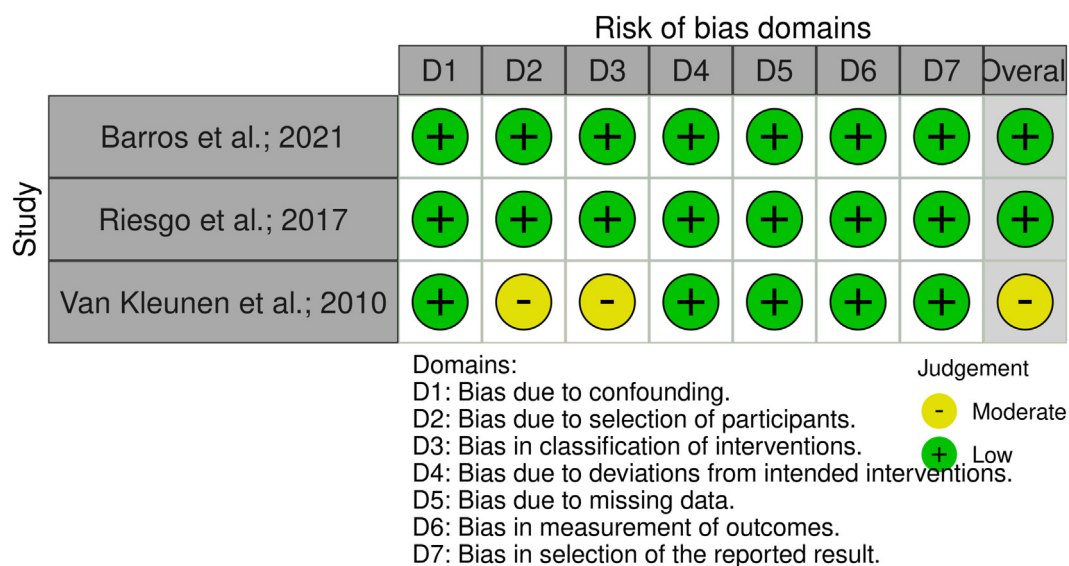 Risk of bias domains
D1 D2 D3 D4 D5 D6 D7 Overal
Study
Barros et al.; 2021 + + + + + + + +
Riesgo et al.; 2017 + + + + + + + +
Van Kleunen et al.; 2010 + - - + + + + -
Domains:
D1: Bias due to confounding.
D2: Bias due to selection of participants.
D3: Bias in classification of interventions.
D4: Bias due to deviations from intended interventions.
D5: Bias due to missing data.
D6: Bias in measurement of outcomes.
D7: Bias in selection of the reported result.
Judgement
- Moderate
+ Low